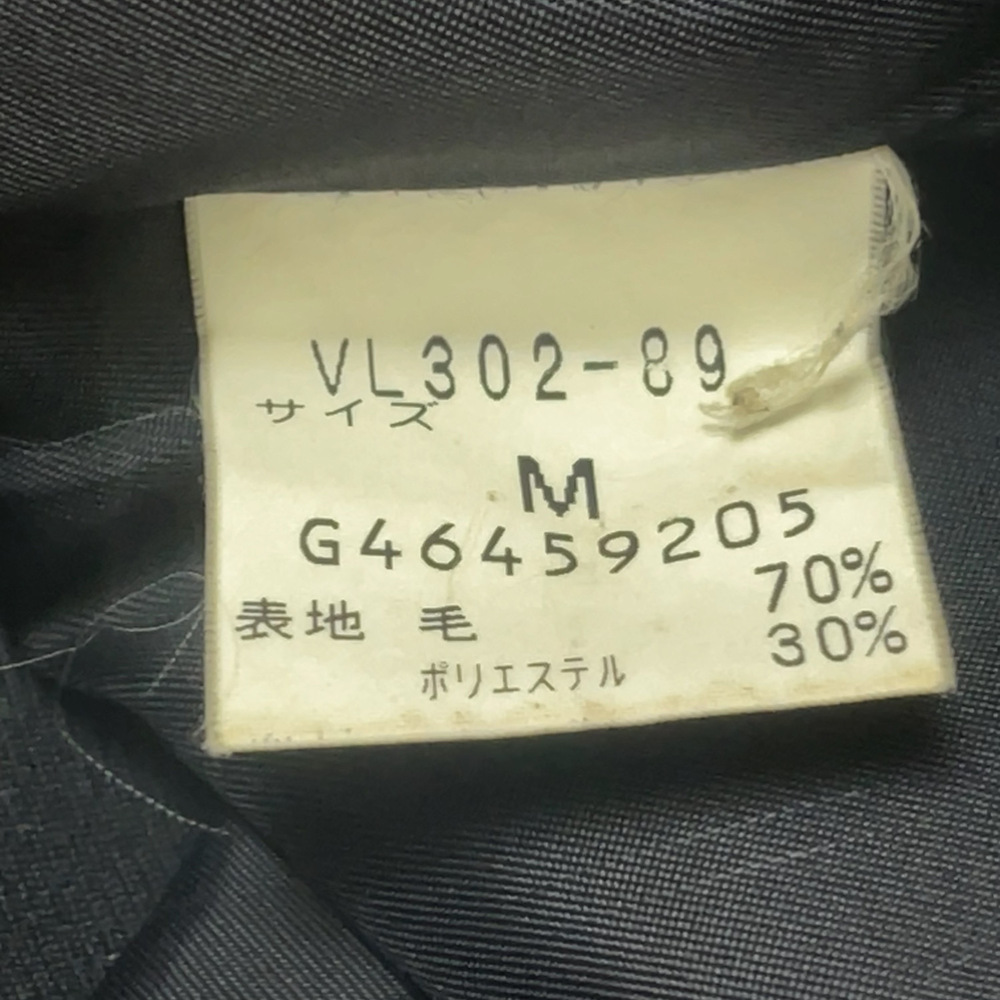 VL302-89
サイズ
M
G46459205
表地 毛 70%
ポリエステル 30%